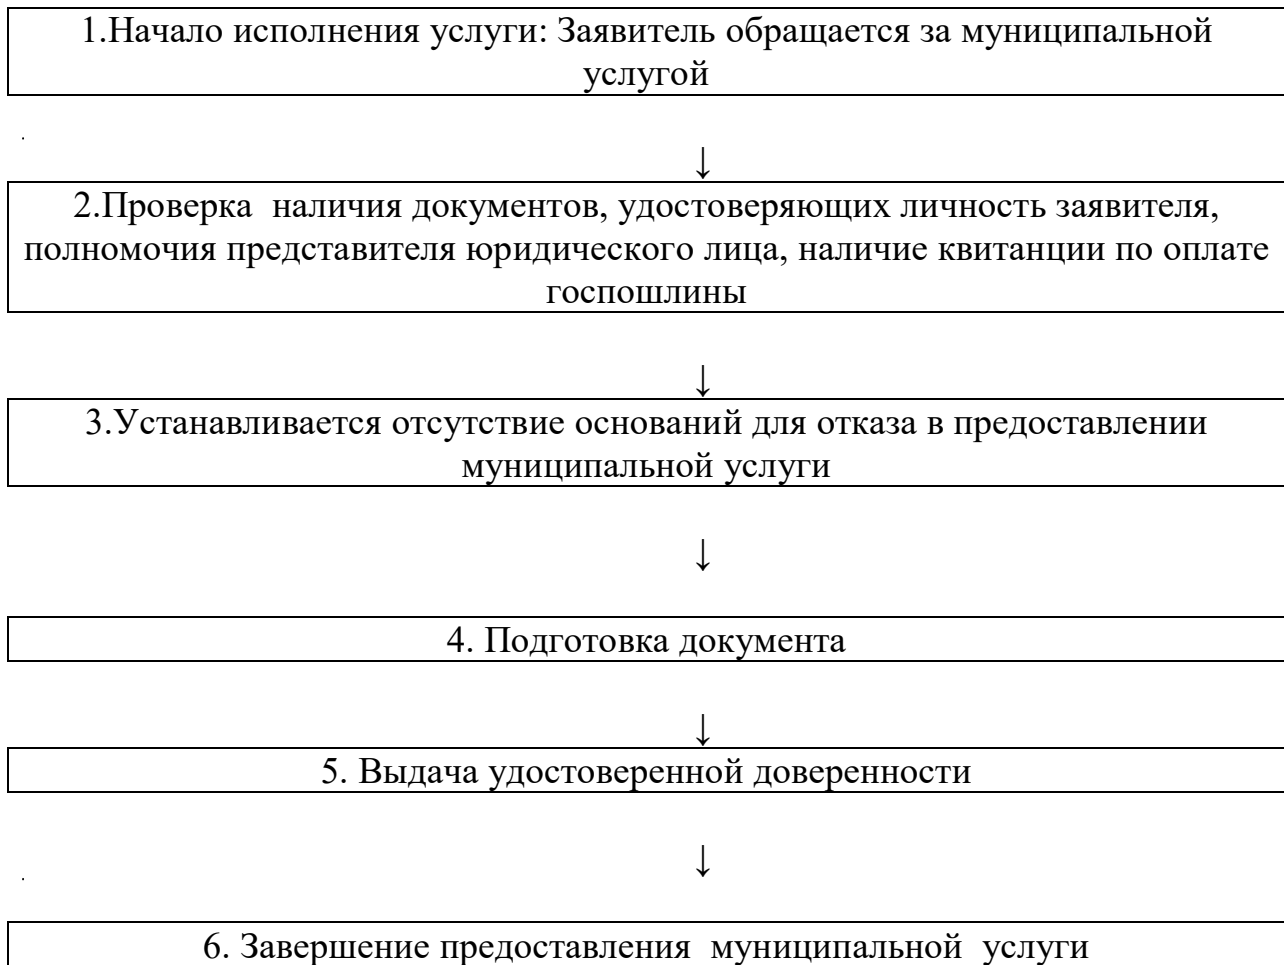 1.Начало исполнения услуги: Заявитель обращается за муниципальной
услугой
↓
2.Проверка  наличия документов, удостоверяющих личность заявителя,
полномочия представителя юридического лица, наличие квитанции по оплате
госпошлины
↓
3.Устанавливается отсутствие оснований для отказа в предоставлении
муниципальной услуги
↓
4. Подготовка документа
↓
5. Выдача удостоверенной доверенности
↓
6. Завершение предоставления  муниципальной  услуги